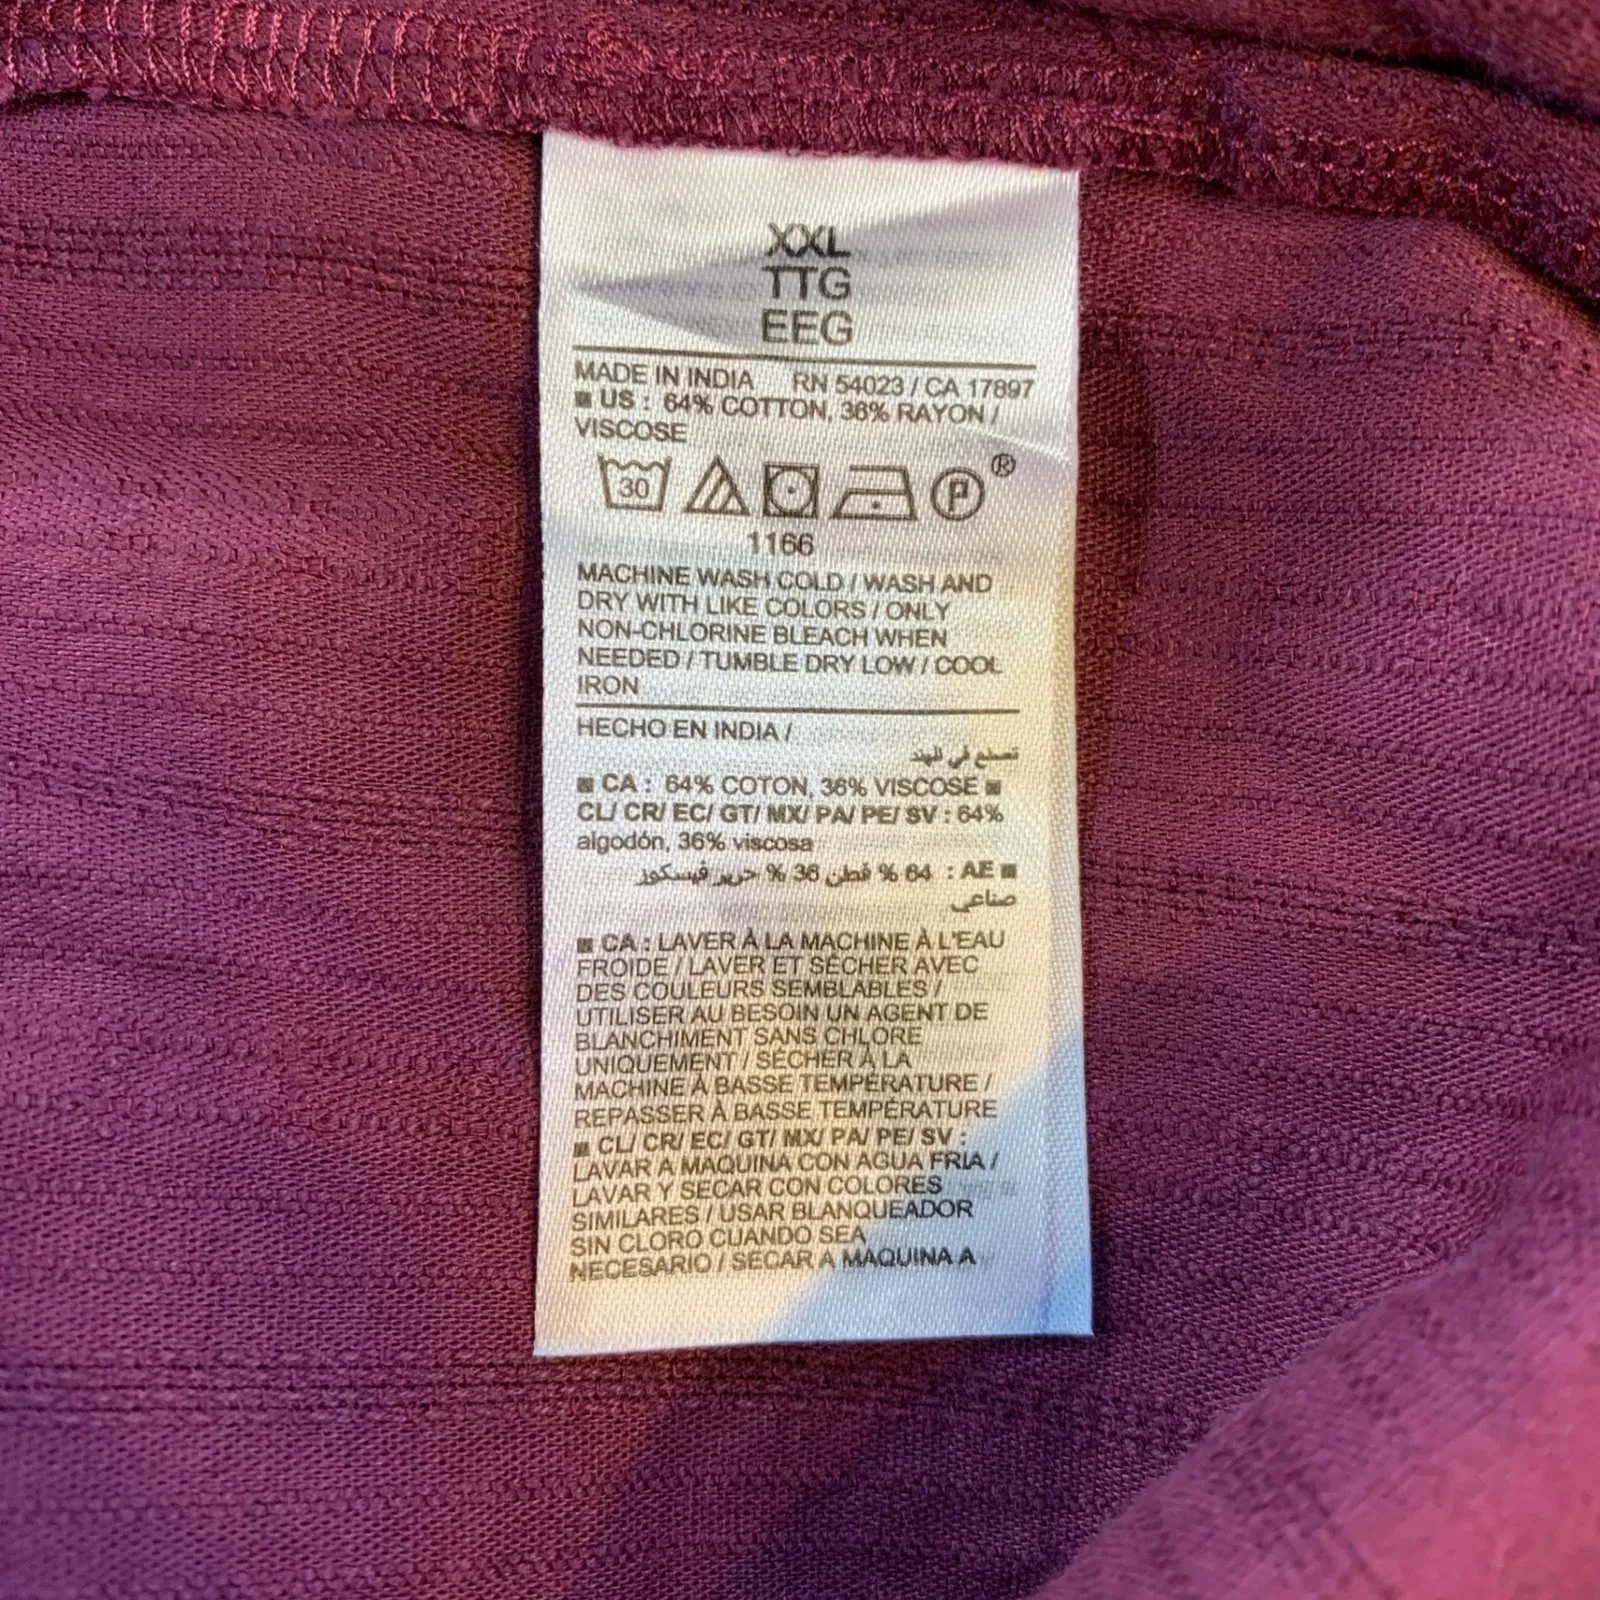 XXL
TTG
EEG
MADE IN INDIA RN 54023 / CA 17897
■ US : 64% COTTON, 36% RAYON /
VISCOSE
30 P ®
1166
MACHINE WASH COLD / WASH AND
DRY WITH LIKE COLORS / ONLY
NON-CHLORINE BLEACH WHEN
NEEDED / TUMBLE DRY LOW / COOL
IRON
HECHO EN INDIA /
تصنع في الهند
■ CA : 64% COTON, 36% VISCOSE ■
CL/ CR/ EC/ GT/ MX/ PA/ PE/ SV : 64%
algodón, 36% viscosa
■ AE : 64 % قطن 36 % حرير فيسكوز
صناعي
■ CA : LAVER À LA MACHINE À L'EAU
FROIDE / LAVER ET SÉCHER AVEC
DES COULEURS SEMBLABLES /
UTILISER AU BESOIN UN AGENT DE
BLANCHIMENT SANS CHLORE
UNIQUEMENT / SÉCHER À LA
MACHINE À BASSE TEMPÉRATURE /
REPASSER À BASSE TEMPÉRATURE
■ CL/ CR/ EC/ GT/ MX/ PA/ PE/ SV :
LAVAR A MAQUINA CON AGUA FRIA /
LAVAR Y SECAR CON COLORES
SIMILARES / USAR BLANQUEADOR
SIN CLORO CUANDO SEA
NECESARIO / SECAR A MAQUINA A